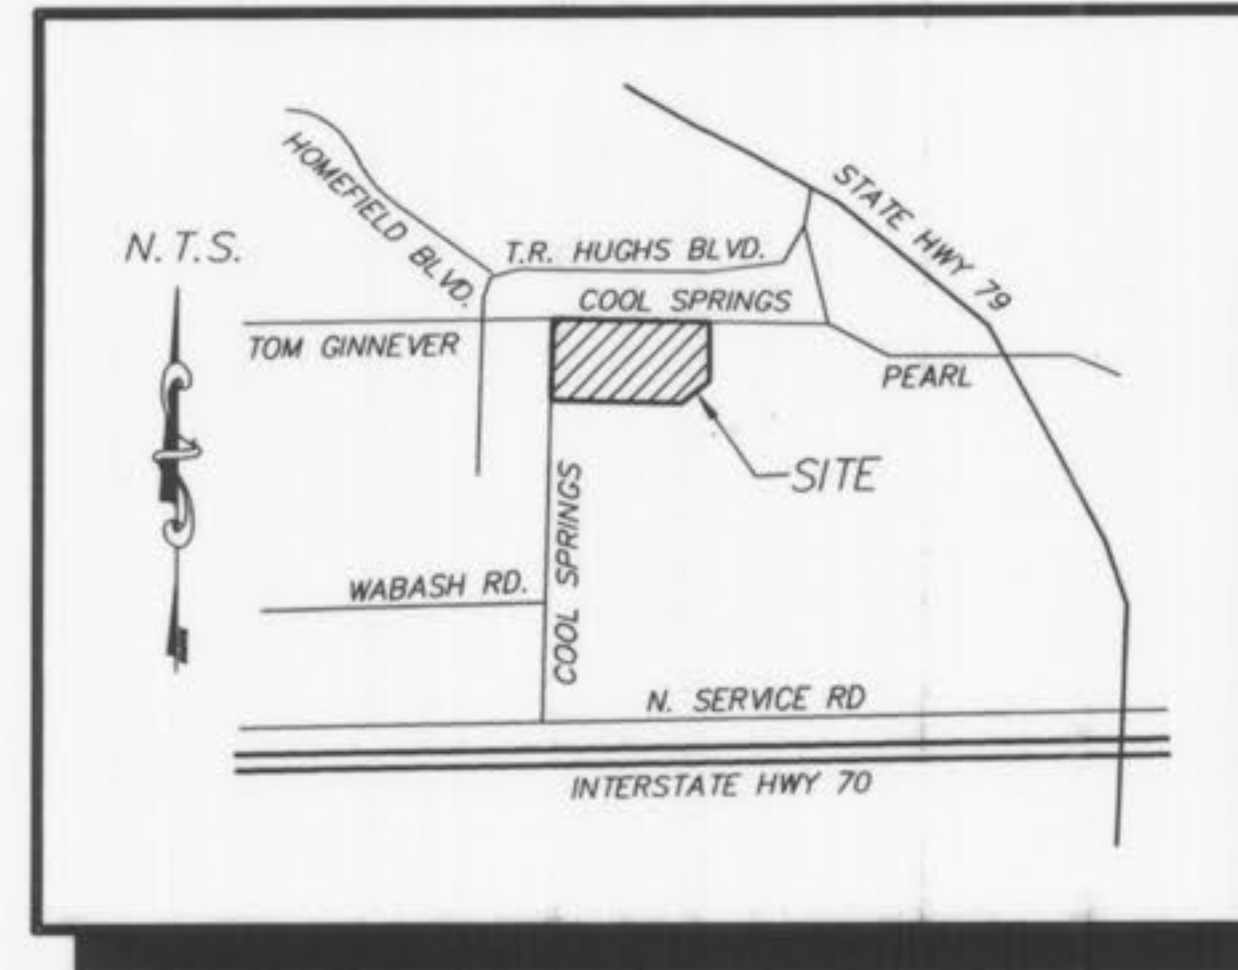 STATE HWY 79
HOMEFIELD BLVD.
N.T.S.
T.R. HUGHS BLVD.
COOL SPRINGS
TOM GINNEVER
PEARL
SITE
COOL SPRINGS
WABASH RD.
N. SERVICE RD
INTERSTATE HWY 70